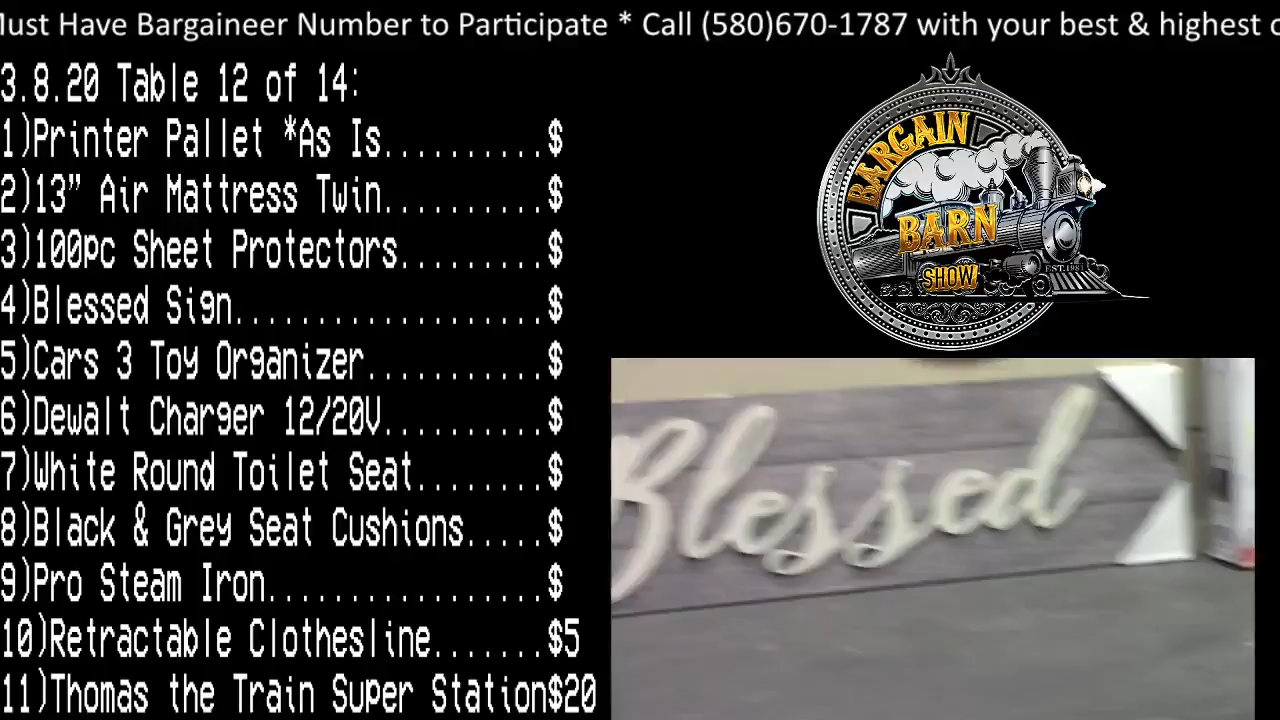 Must Have Bargaineer Number to Participate * Call (580)670-1787 with your best & highest
3.8.20 Table 12 of 14:
1)Printer Pallet *As Is..........$
2)13" Air Mattress Twin..........$
3)100pc Sheet Protectors.........$
4)Blessed Sign...................$
5)Cars 3 Toy Organizer...........$
6)Dewalt Charger 12/20V..........$
7)White Round Toilet Seat........$
8)Black & Grey Seat Cushions.....$
9)Pro Steam Iron.................$
10)Retractable Clothesline.......$5
11)Thomas the Train Super Station$20
BARGAIN
BARN
SHOW
EST.1981
Blessed